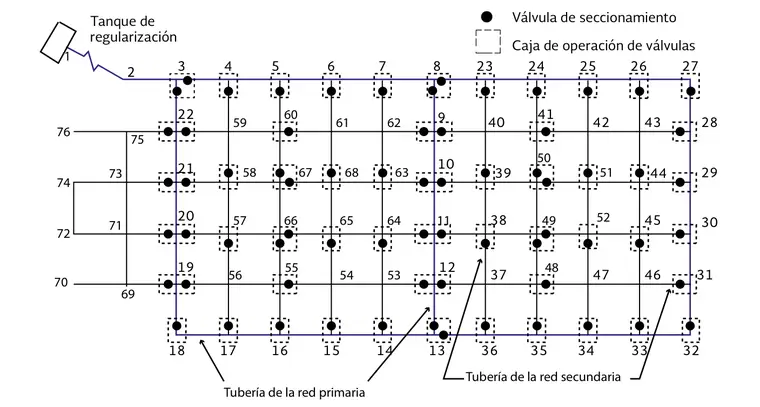 Tanque de
regularización
Válvula de seccionamiento
Caja de operación de válvulas
1
2 3 4 5 6 7 8 23 24 25 26 27
76 75 22 59 60 61 62 9 40 41 42 43 28
73 21 58 67 68 63 10 39 50 51 44 29
74
71 20 57 66 65 64 11 38 49 52 45 30
72
70 19 56 55 54 53 12 37 48 47 46 31
69
18 17 16 15 14 13 36 35 34 33 32
Tubería de la red secundaria
Tubería de la red primaria